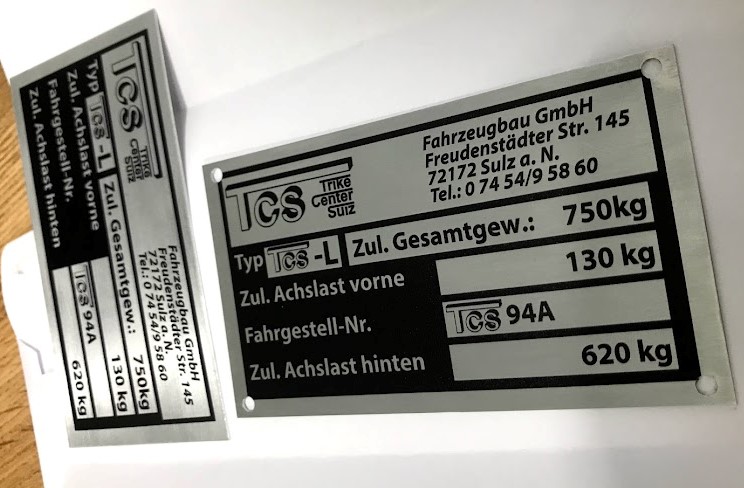 TCS Trike Center Sulz
Fahrzeugbau GmbH
Freudenstädter Str. 145
72172 Sulz a. N.
Tel.: 0 74 54/9 58 60
Typ TCS -L Zul. Gesamtgew.: 750kg
Zul. Achslast vorne 130 kg
Fahrgestell-Nr. TCS 94A
Zul. Achslast hinten 620 kg
TCS Trike Center Sulz
Fahrzeugbau GmbH
Freudenstädter Str. 145
72172 Sulz a. N.
Tel.: 0 74 54/9 58 60
Typ TCS -L Zul. Gesamtgew.: 750kg
Zul. Achslast vorne 130 kg
Fahrgestell-Nr. TCS 94A
Zul. Achslast hinten 620 kg